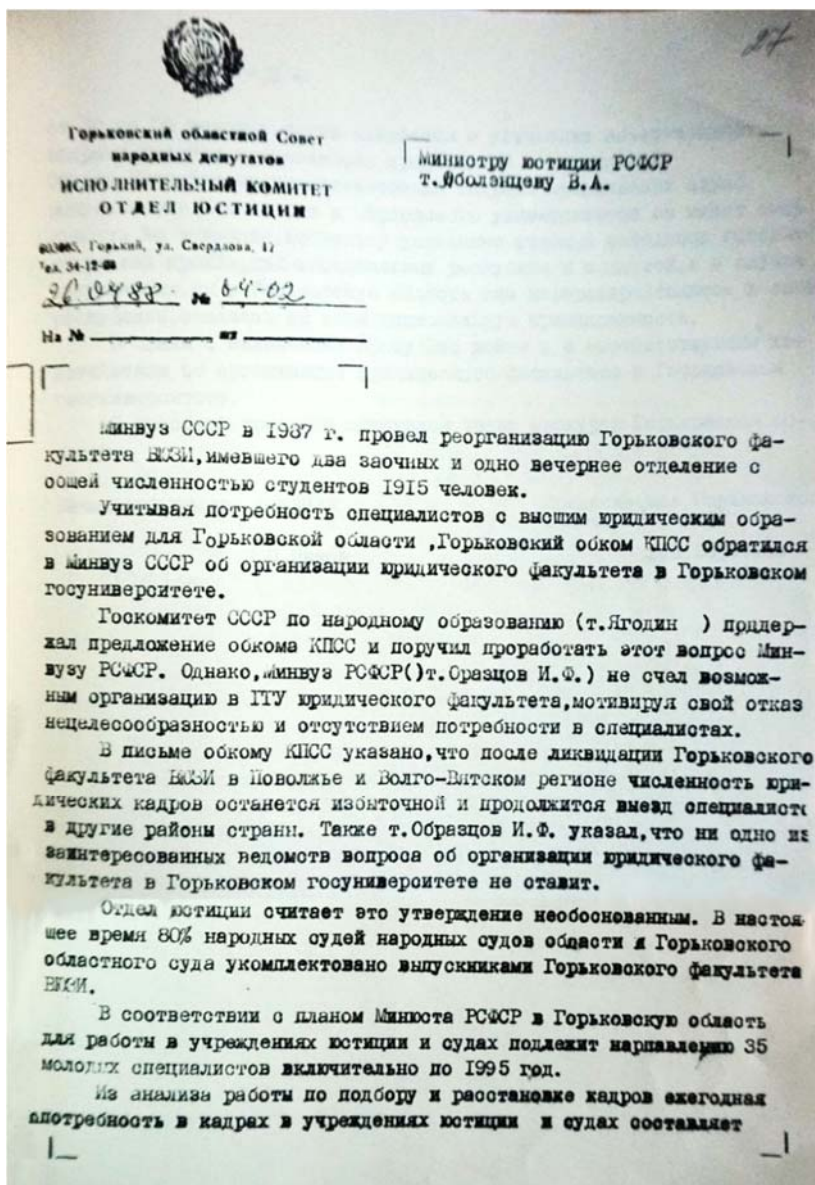 27
Горьковский областной Совет
народных депутатов
ИСПОЛНИТЕЛЬНЫЙ КОМИТЕТ
ОТДЕЛ ЮСТИЦИИ
Министру юстиции РСФСР
т. Аболэнцеву В.А.
Горький, ул. Свердлова, 17
Тел. 34-12-
26.04.88 № 04-02
На № от
Минвуз СССР в 1987 г. провел реорганизацию Горьковского фа-
культета ВЮЗИ,имевшего два заочных и одно вечернее отделение с
общей численностью студентов 1915 человек.
Учитывая потребность специалистов с высшим юридическим обра-
зованием для Горьковской области ,Горьковский обком КПСС обратился
в Минвуз СССР об организации юридического факультета в Горьковском
госуниверситете.
Госкомитет СССР по народному образованию (т.Ягодин ) поддер-
жал предложение обкома КПСС и поручил проработать этот вопрос Мин-
вузу РСФСР. Однако,Минвуз РСФСР()т.Образцов И.Ф.) не счел возмож-
ным организацию в ГГУ юридического факультета,мотивируя свой отказ
нецелесообразностью и отсутствием потребности в специалистах.
В письме обкому КПСС указано,что после ликвидации Горьковского
факультета ВЮЗИ в Поволжье и Волго-Вятском регионе численность юри-
дических кадров останется избыточной и продолжится выезд специалисто
в другие районы страны. Также т.Образцов И.Ф. указал,что ни одно из
заинтересованных ведомств вопроса об организации юридического фа-
культета в Горьковском госуниверситете не ставит.
Отдел юстиции считает это утверждение необоснованным. В настоя-
щее время 80% народных судей народных судов области и Горьковского
областного суда укомплектовано выпускниками Горьковского факультета
ВЮЗИ.
В соответствии с планом Минюста РСФСР в Горьковскую область
для работы в учреждениях юстиции и судах подлежит нарпавлению 35
молодых специалистов включительно по 1995 год.
Из анализа работы по подбору и расстановке кадров ежегодная
апотребность в кадрах в учреждениях юстиции и судах составляет